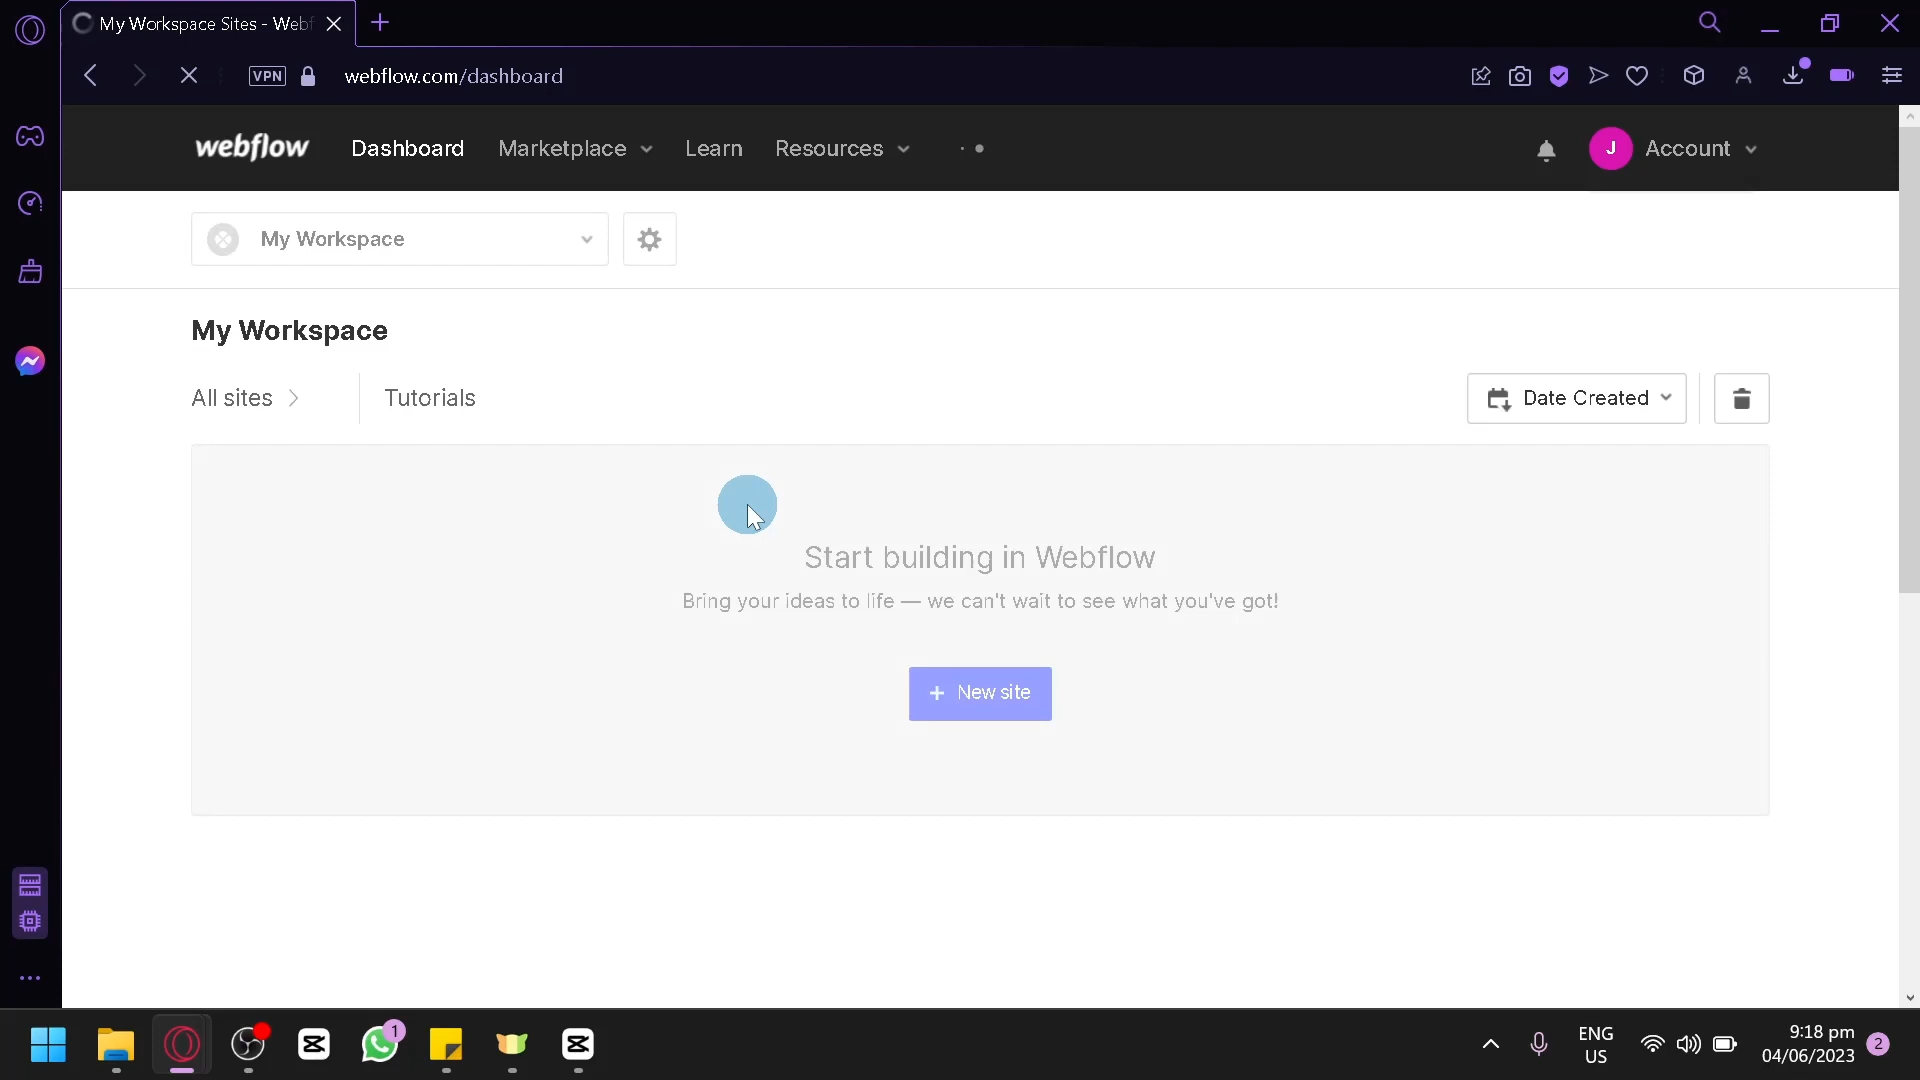 My Workspace Sites - Webf
VPN
webflow.com/dashboard
webflow
Dashboard
Marketplace
Learn
Resources
J
Account
My Workspace
My Workspace
All sites
Tutorials
Date Created
Start building in Webflow
Bring your ideas to life — we can't wait to see what you've got!
+ New site
1
ENG
US
9:18 pm
04/06/2023
2